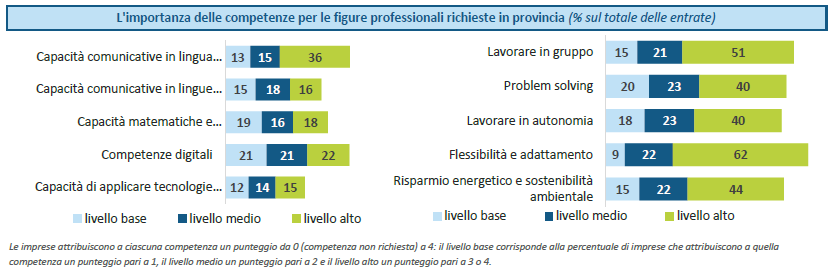 L'importanza delle competenze per le figure professionali richieste in provincia (% sul totale delle entrate)
Capacità comunicative in lingua... 13 15 36
Capacità comunicative in lingue... 15 18 16
Capacità matematiche e... 19 16 18
Competenze digitali 21 21 22
Capacità di applicare tecnologie... 12 14 15
livello base livello medio livello alto
Lavorare in gruppo 15 21 51
Problem solving 20 23 40
Lavorare in autonomia 18 23 40
Flessibilità e adattamento 9 22 62
Risparmio energetico e sostenibilità
ambientale 15 22 44
livello base livello medio livello alto
Le imprese attribuiscono a ciascuna competenza un punteggio da 0 (competenza non richiesta) a 4: il livello base corrisponde alla percentuale di imprese che attribuiscono a quella
competenza un punteggio pari a 1, il livello medio un punteggio pari a 2 e il livello alto un punteggio pari a 3 o 4.